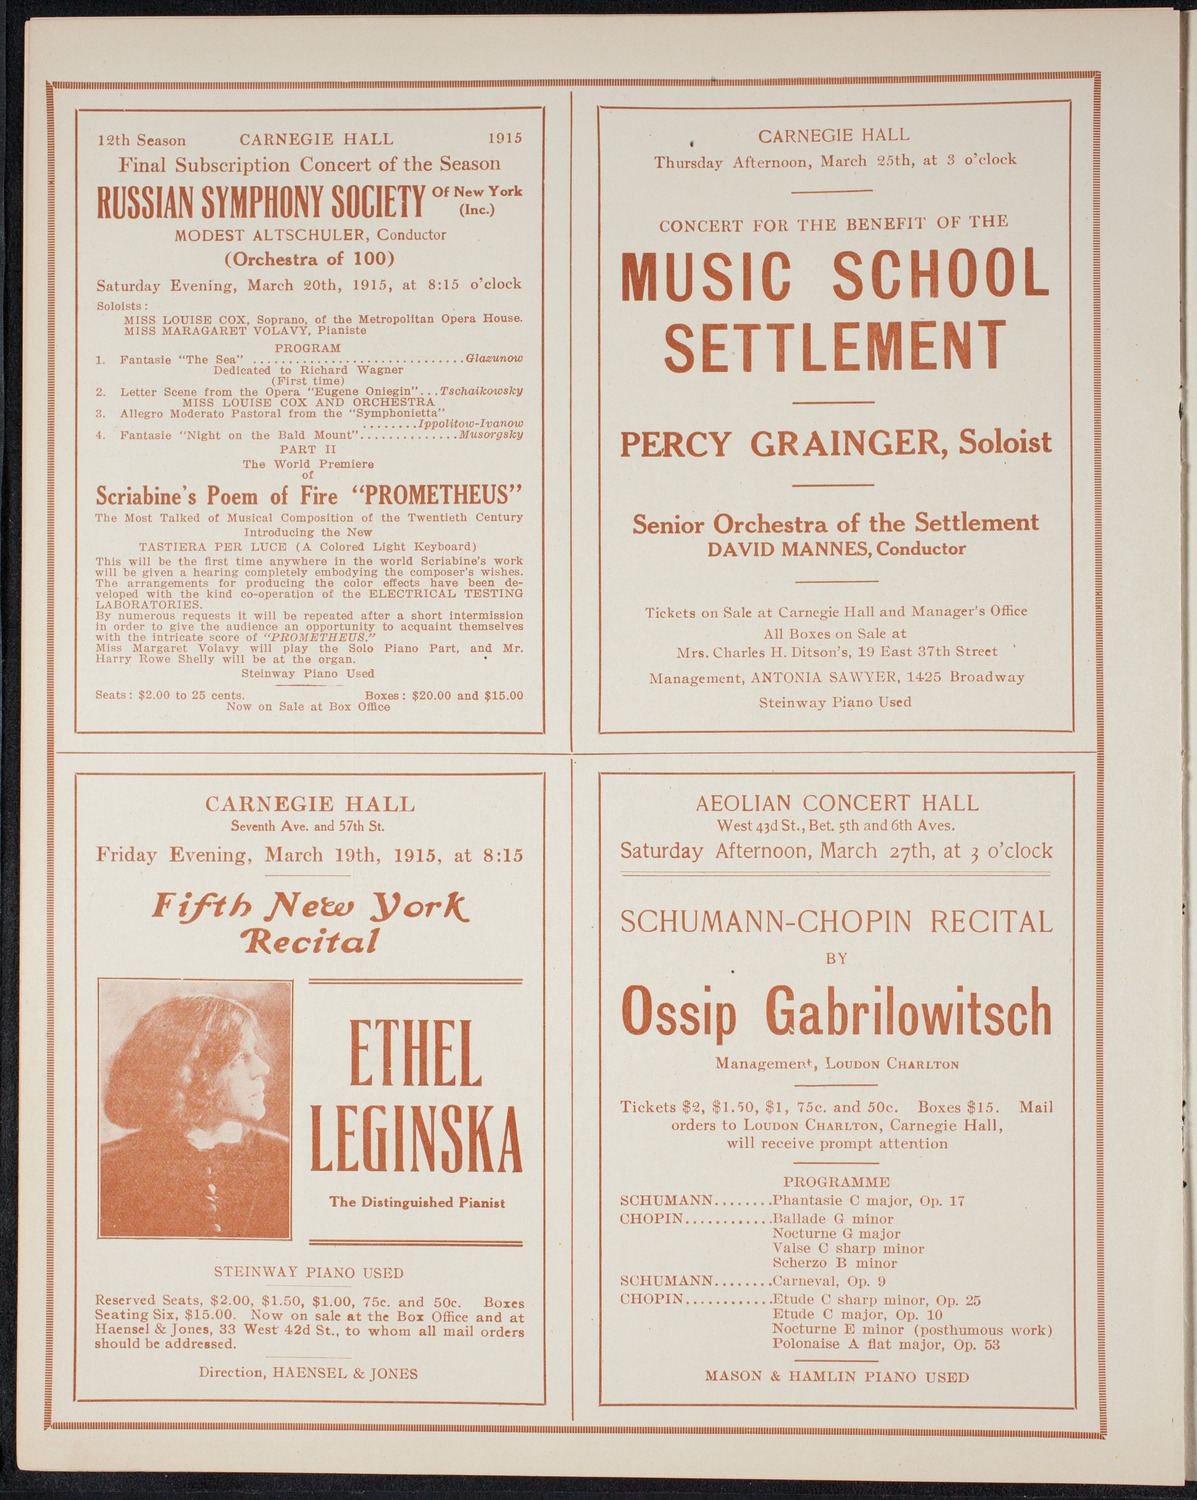 12th Season CARNEGIE HALL 1915
Final Subscription Concert of the Season
RUSSIAN SYMPHONY SOCIETY Of New York (Inc.)
MODEST ALTSCHULER, Conductor
(Orchestra of 100)
Saturday Evening, March 20th, 1915, at 8:15 o'clock
Soloists:
MISS LOUISE COX, Soprano, of the Metropolitan Opera House.
MISS MARAGARET VOLAVY, Pianiste
PROGRAM
1. Fantasie "The Sea" ..............................Glazunow
Dedicated to Richard Wagner
(First time)
2. Letter Scene from the Opera "Eugene Oniegin"...Tschaikowsky
MISS LOUISE COX AND ORCHESTRA
3. Allegro Moderato Pastoral from the "Symphonietta"
........Ippolitow-Ivanow
4. Fantasie "Night on the Bald Mount"..............Musorgsky
PART II
The World Premiere
of
Scriabine's Poem of Fire "PROMETHEUS"
The Most Talked of Musical Composition of the Twentieth Century
Introducing the New
TASTIERA PER LUCE (A Colored Light Keyboard)
This will be the first time anywhere in the world Scriabine's work
will be given a hearing completely embodying the composer's wishes.
The arrangements for producing the color effects have been de-
veloped with the kind co-operation of the ELECTRICAL TESTING
LABORATORIES.
By numerous requests it will be repeated after a short intermission
in order to give the audience an opportunity to acquaint themselves
with the intricate score of "PROMETHEUS."
Miss Margaret Volavy will play the Solo Piano Part, and Mr.
Harry Rowe Shelly will be at the organ.
Steinway Piano Used
Seats: $2.00 to 25 cents. Boxes: $20.00 and $15.00
Now on Sale at Box Office
CARNEGIE HALL
Thursday Afternoon, March 25th, at 3 o'clock
CONCERT FOR THE BENEFIT OF THE
MUSIC SCHOOL
SETTLEMENT
PERCY GRAINGER, Soloist
Senior Orchestra of the Settlement
DAVID MANNES, Conductor
Tickets on Sale at Carnegie Hall and Manager's Office
All Boxes on Sale at
Mrs. Charles H. Ditson's, 19 East 37th Street
Management, ANTONIA SAWYER, 1425 Broadway
Steinway Piano Used
CARNEGIE HALL
Seventh Ave. and 57th St.
Friday Evening, March 19th, 1915, at 8:15
Fifth New York
Recital
ETHEL
LEGINSKA
The Distinguished Pianist
STEINWAY PIANO USED
Reserved Seats, $2.00, $1.50, $1.00, 75c. and 50c. Boxes
Seating Six, $15.00. Now on sale at the Box Office and at
Haensel & Jones, 33 West 42d St., to whom all mail orders
should be addressed.
Direction, HAENSEL & JONES
AEOLIAN CONCERT HALL
West 43d St., Bet. 5th and 6th Aves.
Saturday Afternoon, March 27th, at 3 o'clock
SCHUMANN-CHOPIN RECITAL
BY
Ossip Gabrilowitsch
Management, LOUDON CHARLTON
Tickets $2, $1.50, $1, 75c. and 50c. Boxes $15. Mail
orders to LOUDON CHARLTON, Carnegie Hall,
will receive prompt attention
PROGRAMME
SCHUMANN........Phantasie C major, Op. 17
CHOPIN............Ballade G minor
Nocturne G major
Valse C sharp minor
Scherzo B minor
SCHUMANN........Carneval, Op. 9
CHOPIN............Etude C sharp minor, Op. 25
Etude C major, Op. 10
Nocturne E minor (posthumous work)
Polonaise A flat major, Op. 53
MASON & HAMLIN PIANO USED